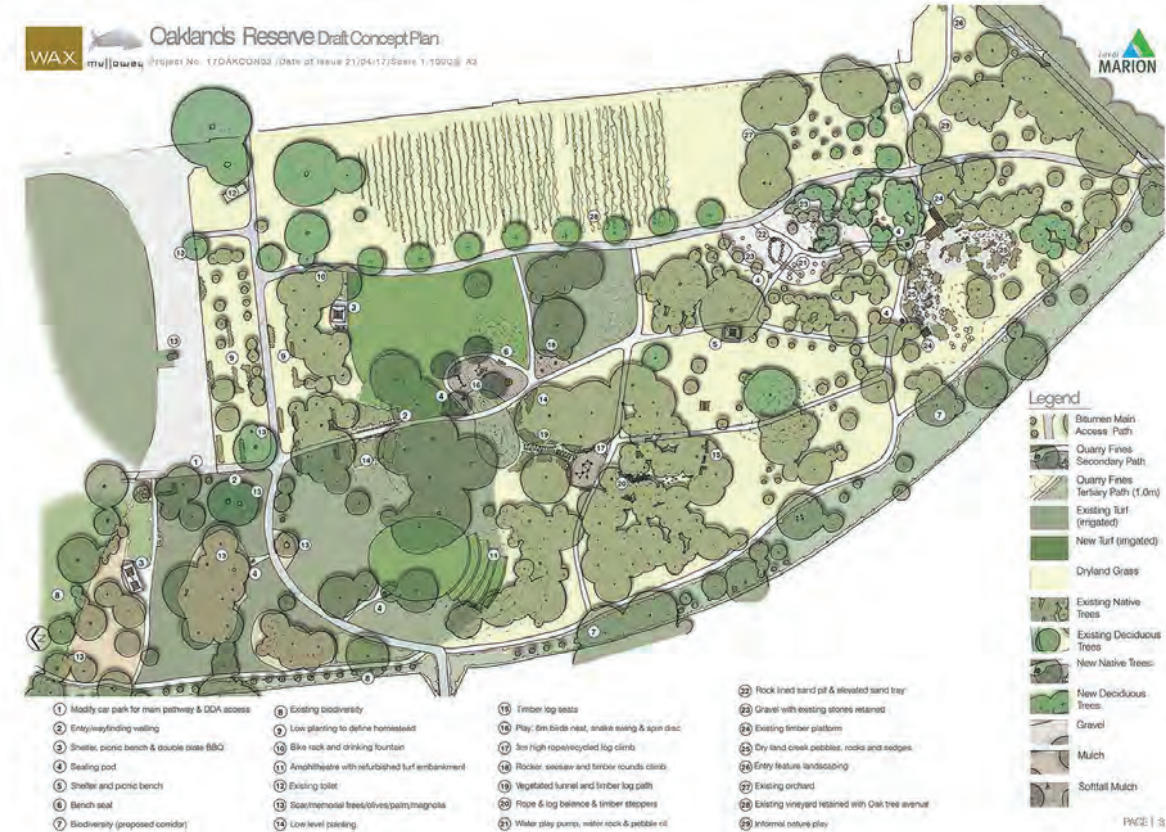 WAX
mulloway
Oaklands Reserve Draft Concept Plan
Project No. 17OAKCON03 /Date of Issue 21/04/17/Scale 1:1000@ A3
MARION
Legend
Bitumen Main
Access Path
Quarry Fines
Secondary Path
Quarry Fines
Tertiary Path (1.0m)
Existing Turf
(irrigated)
New Turf (irrigated)
Dryland Grass
Existing Native
Trees
Existing Deciduous
Trees
New Native Trees
New Deciduous
Trees
Gravel
Mulch
Softfall Mulch
1 Modify car park for main pathway & DDA access
2 Entry/wayfinding walling
3 Shelter, picnic bench & double plate BBQ
4 Seating pod
5 Shelter and picnic bench
6 Bench seat
7 Biodiversity (proposed corridor)
8 Existing biodiversity
9 Low planting to define homestead
10 Bike rack and drinking fountain
11 Amphitheatre with refurbished turf embankment
12 Existing toilet
13 Scar/memorial trees/olives/palm/magnolia
14 Low level planting
15 Timber log seats
16 Play: 6m birds nest, snake swing & spin disc
17 3m high rope/recycled log climb
18 Rocker, seesaw and timber rounds climb
19 Vegetated tunnel and timber log path
20 Rope & log balance & timber steppers
21 Water play pump, water rock & pebble rill
22 Rock lined sand pit & elevated sand tray
23 Gravel with existing stones retained
24 Existing timber platform
25 Dry land creek pebbles, rocks and sedges
26 Entry feature landscaping
27 Existing orchard
28 Existing vineyard retained with Oak tree avenue
29 Informal nature play
PAGE | 3